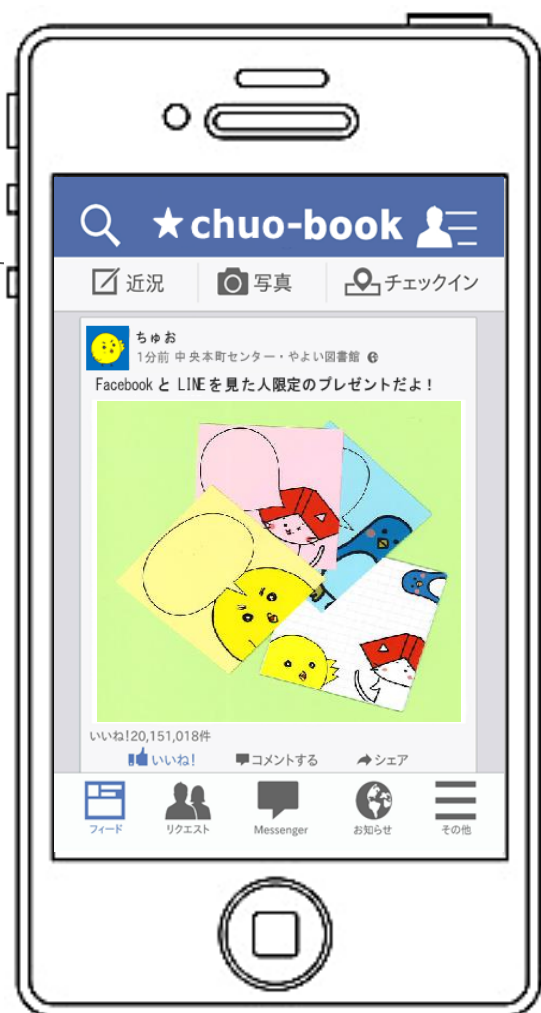 ★chuo-book
近況 写真 チェックイン
ちゅお
1分前 中央本町センター・やよい図書館
Facebook と LINEを見た人限定のプレゼントだよ！
いいね!20,151,018件
いいね! コメントする シェア
フィード リクエスト Messenger お知らせ その他